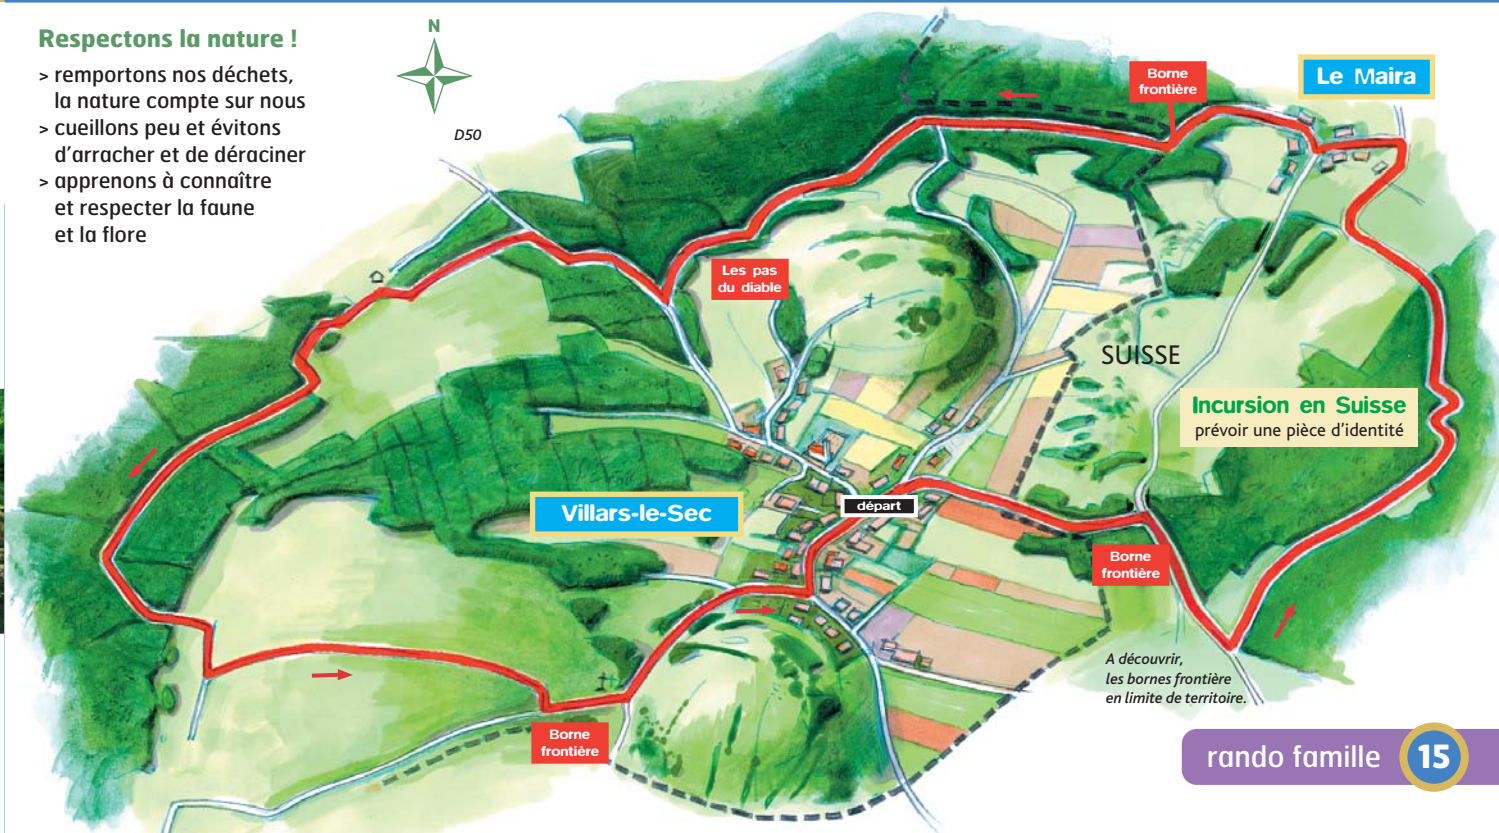 Respectons la nature !
> remportons nos déchets,
la nature compte sur nous
> cueillons peu et évitons
d'arracher et de déraciner
> apprenons à connaître
et respecter la faune
et la flore
N
D50
Borne
frontière
Le Maira
Les pas
du diable
SUISSE
Incursion en Suisse
prévoir une pièce d'identité
Villars-le-Sec
départ
Borne
frontière
A découvrir,
les bornes frontière
en limite de territoire.
Borne
frontière
rando famille 15